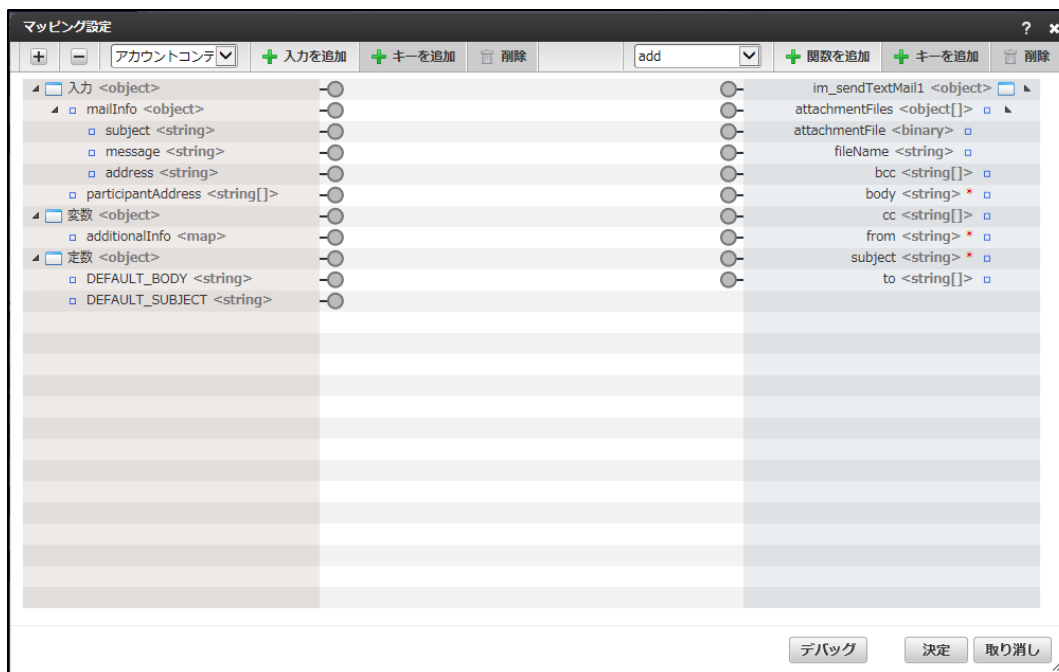 マッピング設定
?
アカウントコンテ
入力を追加
キーを追加
削除
add
関数を追加
キーを追加
削除
入力 <object>
mailInfo <object>
subject <string>
message <string>
address <string>
participantAddress <string[]>
変数 <object>
additionalInfo <map>
定数 <object>
DEFAULT_BODY <string>
DEFAULT_SUBJECT <string>
im_sendTextMail1 <object>
attachmentFiles <object[]>
attachmentFile <binary>
fileName <string>
bcc <string[]>
body <string> *
cc <string[]>
from <string> *
subject <string> *
to <string[]>
デバッグ
決定
取り消し